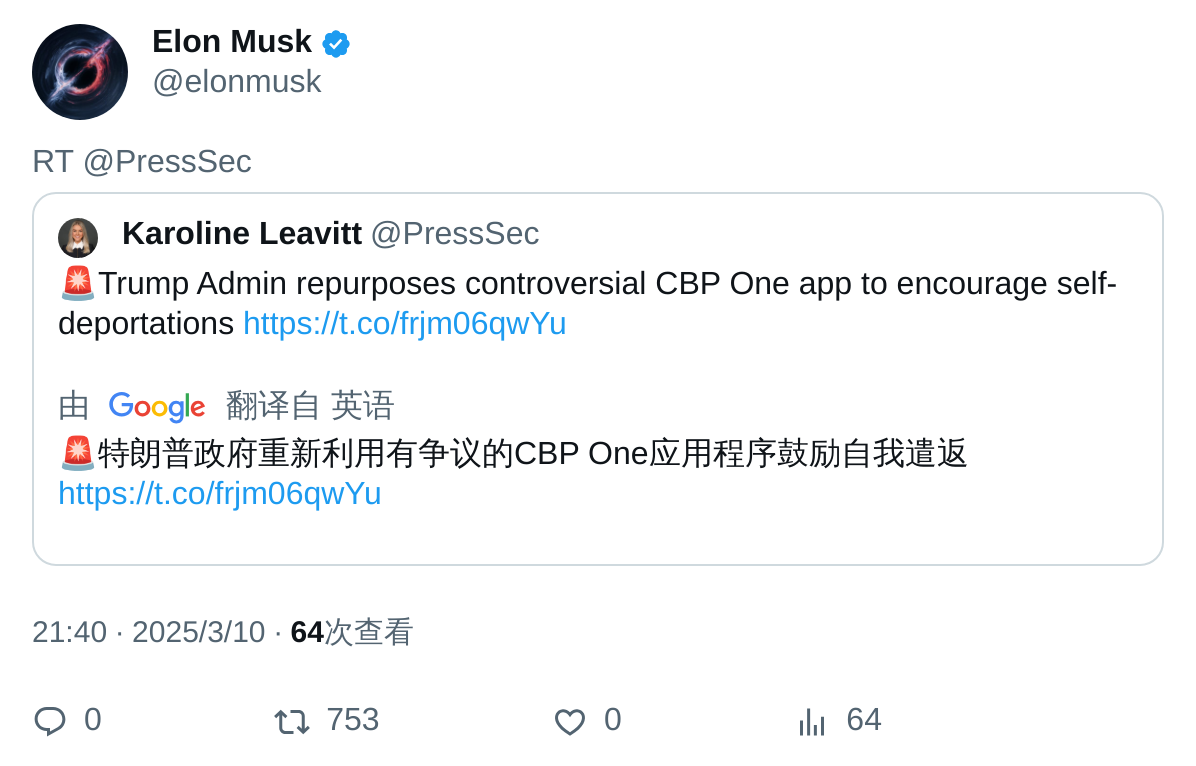 Elon Musk
@elonmusk
RT @PressSec
Karoline Leavitt @PressSec
🚨Trump Admin repurposes controversial CBP One app to encourage self-
deportations https://t.co/frjm06qwYu
由 Google 翻译自 英语
🚨特朗普政府重新利用有争议的CBP One应用程序鼓励自我遣返
https://t.co/frjm06qwYu
21:40 · 2025/3/10 · 64次查看
0 753 0 64